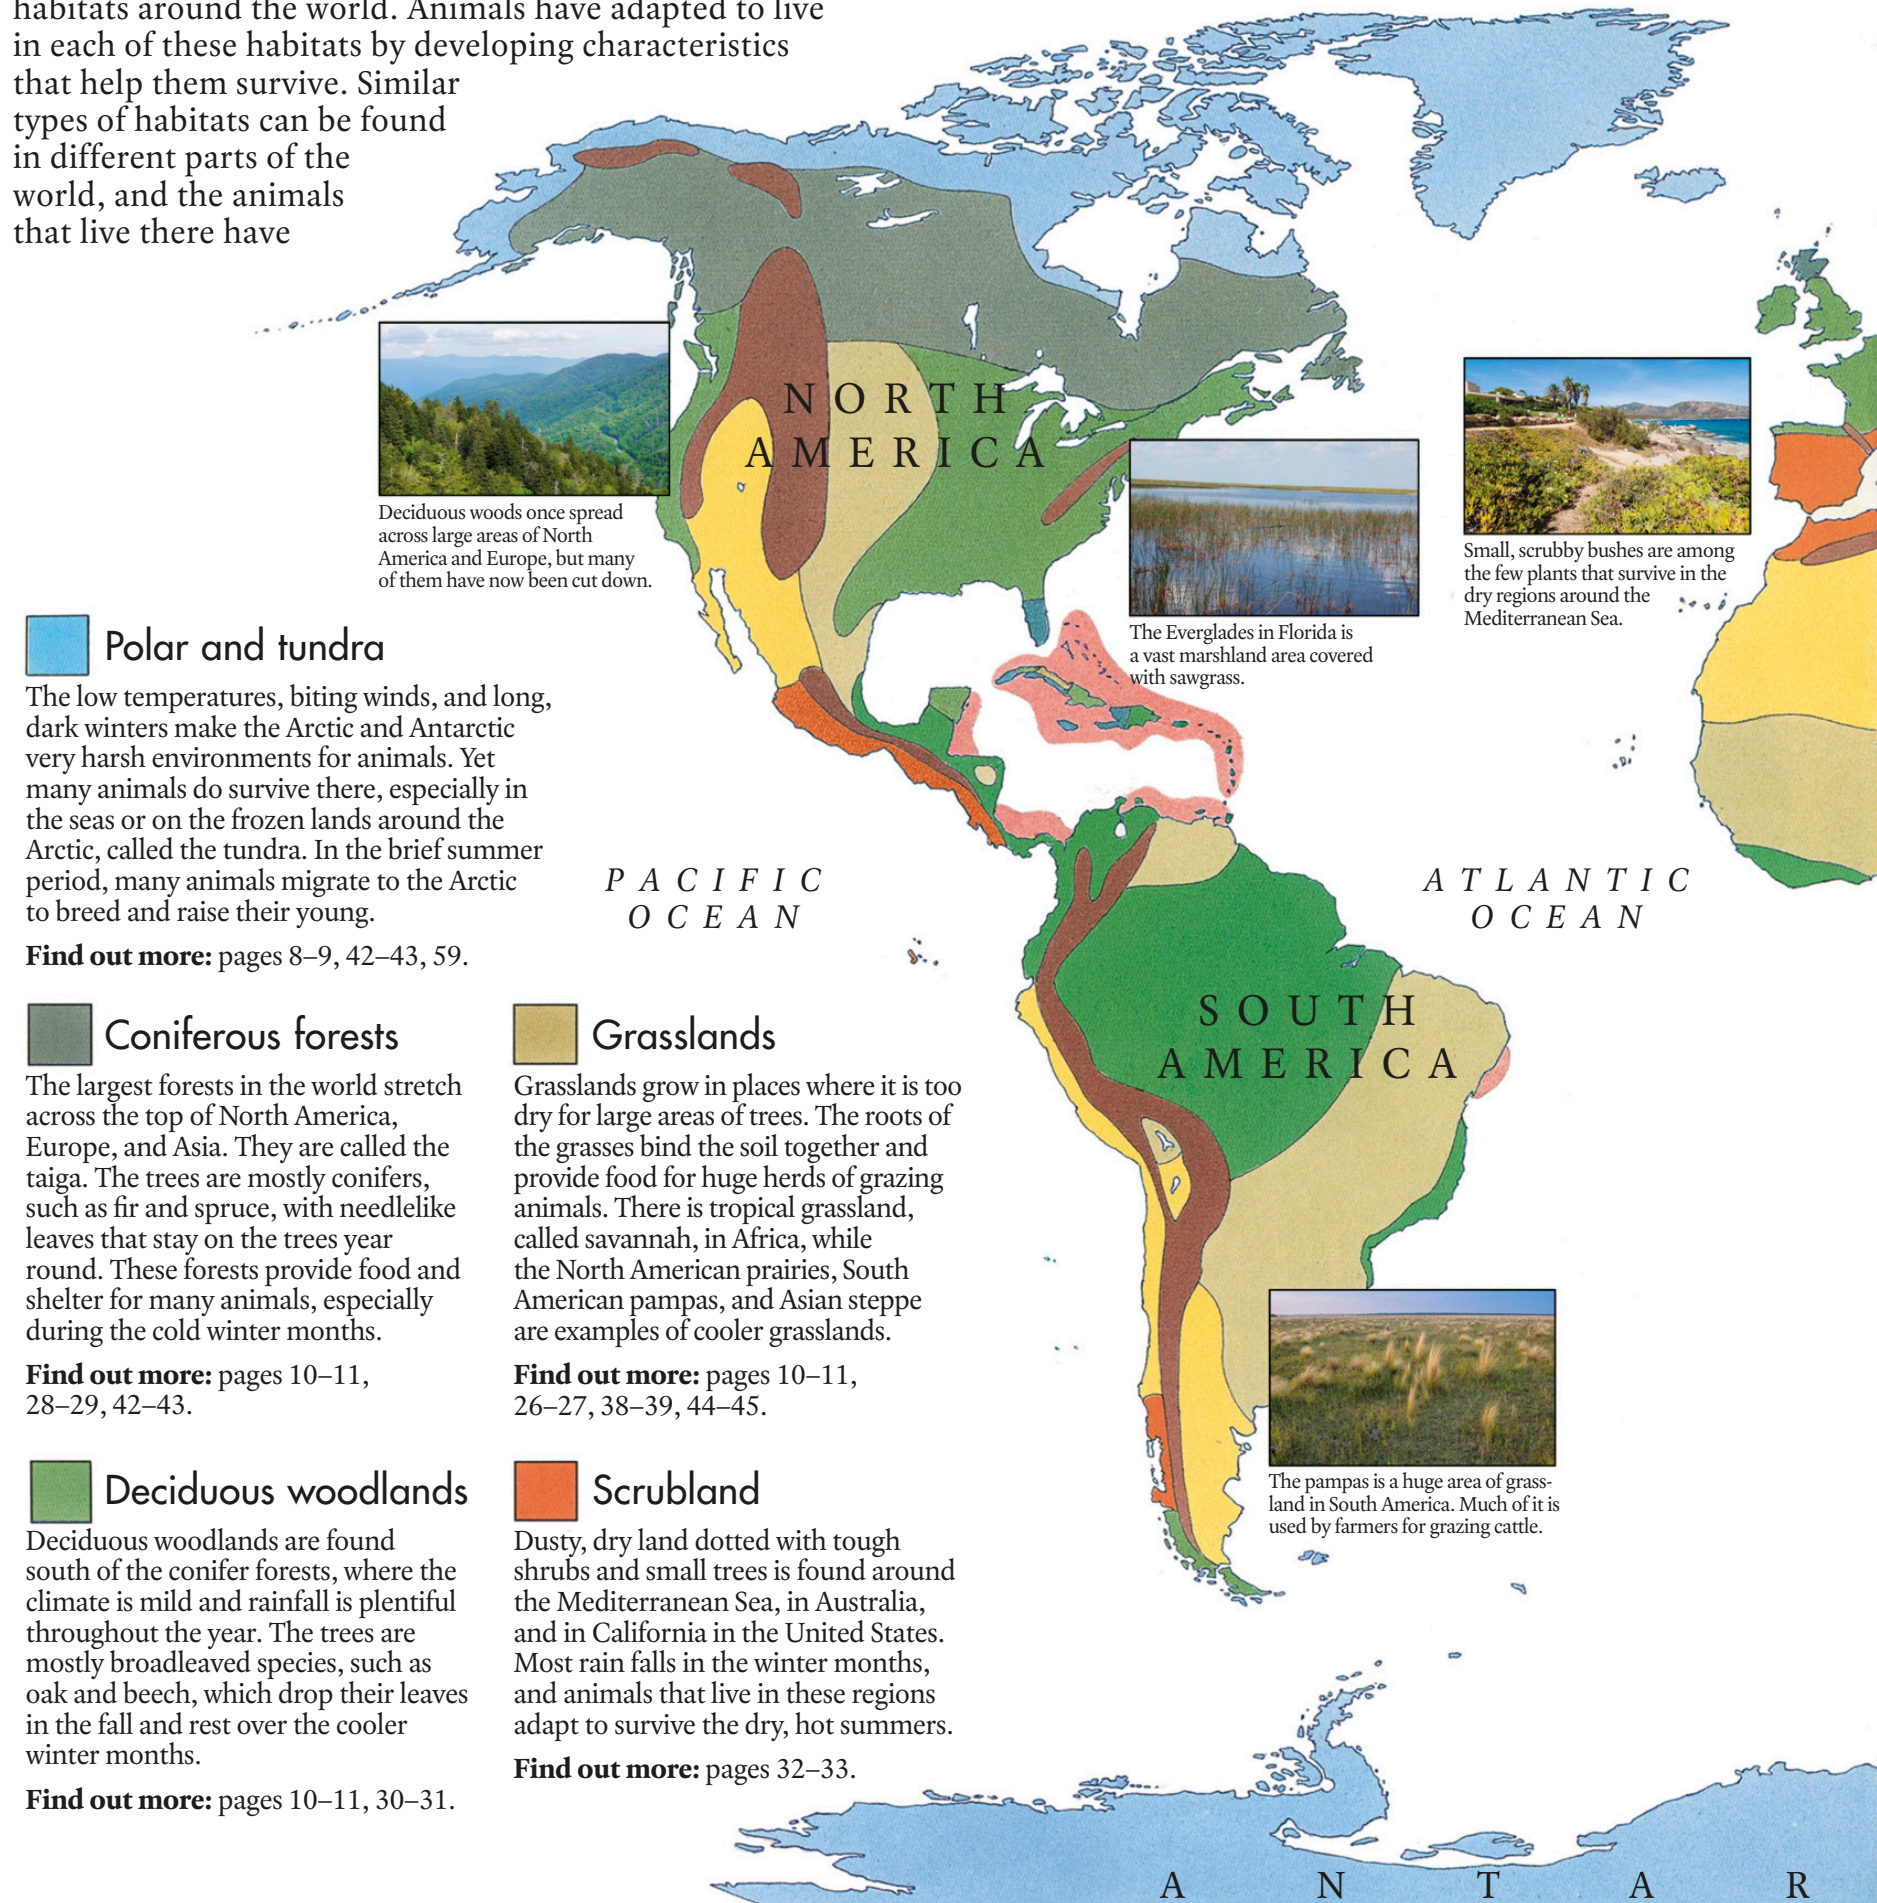 habitats around the world. Animals have adapted to live
in each of these habitats by developing characteristics
that help them survive. Similar
types of habitats can be found
in different parts of the
world, and the animals
that live there have
NORTH
AMERICA
Deciduous woods once spread
across large areas of North
America and Europe, but many
of them have now been cut down.
The Everglades in Florida is
a vast marshland area covered
with sawgrass.
Small, scrubby bushes are among
the few plants that survive in the
dry regions around the
Mediterranean Sea.
Polar and tundra
The low temperatures, biting winds, and long,
dark winters make the Arctic and Antarctic
very harsh environments for animals. Yet
many animals do survive there, especially in
the seas or on the frozen lands around the
Arctic, called the tundra. In the brief summer
period, many animals migrate to the Arctic
to breed and raise their young.
Find out more: pages 8–9, 42–43, 59.
PACIFIC
OCEAN
ATLANTIC
OCEAN
SOUTH
AMERICA
Coniferous forests
The largest forests in the world stretch
across the top of North America,
Europe, and Asia. They are called the
taiga. The trees are mostly conifers,
such as fir and spruce, with needlelike
leaves that stay on the trees year
round. These forests provide food and
shelter for many animals, especially
during the cold winter months.
Find out more: pages 10–11,
28–29, 42–43.
Grasslands
Grasslands grow in places where it is too
dry for large areas of trees. The roots of
the grasses bind the soil together and
provide food for huge herds of grazing
animals. There is tropical grassland,
called savannah, in Africa, while
the North American prairies, South
American pampas, and Asian steppe
are examples of cooler grasslands.
Find out more: pages 10–11,
26–27, 38–39, 44–45.
Deciduous woodlands
Deciduous woodlands are found
south of the conifer forests, where the
climate is mild and rainfall is plentiful
throughout the year. The trees are
mostly broadleaved species, such as
oak and beech, which drop their leaves
in the fall and rest over the cooler
winter months.
Find out more: pages 10–11, 30–31.
Scrubland
Dusty, dry land dotted with tough
shrubs and small trees is found around
the Mediterranean Sea, in Australia,
and in California in the United States.
Most rain falls in the winter months,
and animals that live in these regions
adapt to survive the dry, hot summers.
Find out more: pages 32–33.
The pampas is a huge area of grass-
land in South America. Much of it is
used by farmers for grazing cattle.
ANTAR